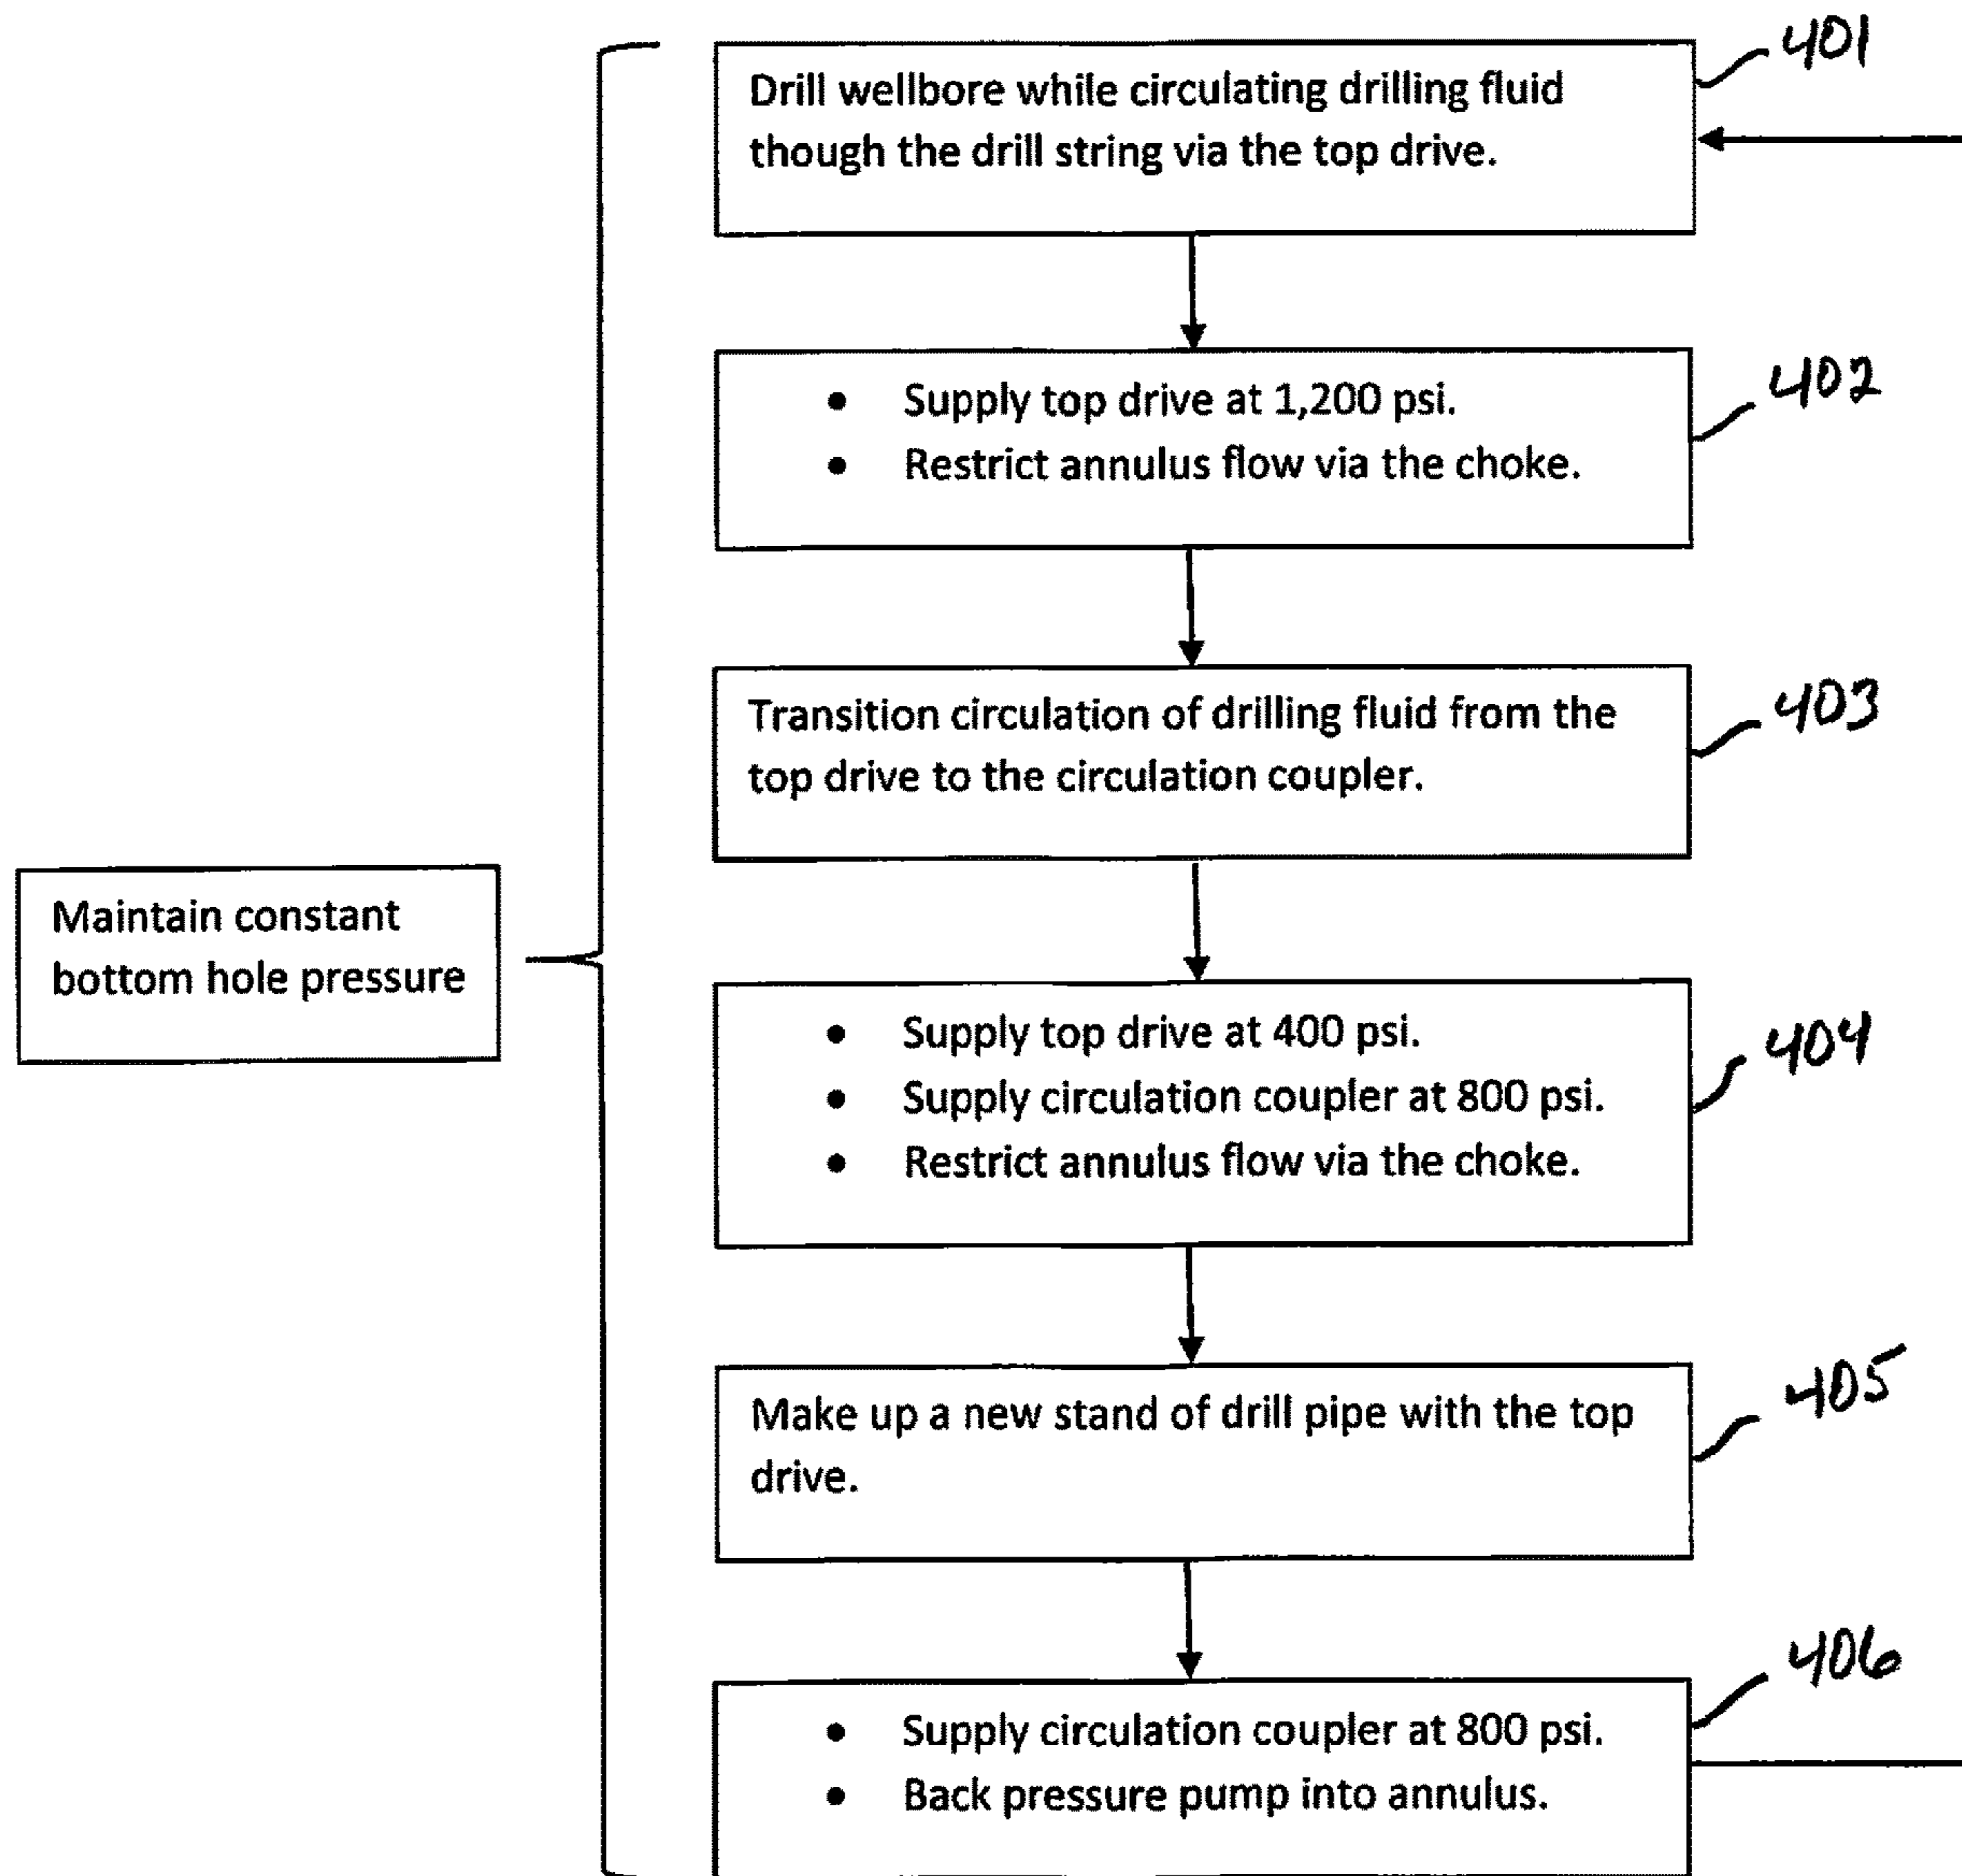 Drill wellbore while circulating drilling fluid
though the drill string via the top drive.
401
• Supply top drive at 1,200 psi.
• Restrict annulus flow via the choke.
402
Transition circulation of drilling fluid from the
top drive to the circulation coupler.
403
Maintain constant
bottom hole pressure
• Supply top drive at 400 psi.
• Supply circulation coupler at 800 psi.
• Restrict annulus flow via the choke.
404
Make up a new stand of drill pipe with the top
drive.
405
• Supply circulation coupler at 800 psi.
• Back pressure pump into annulus.
406